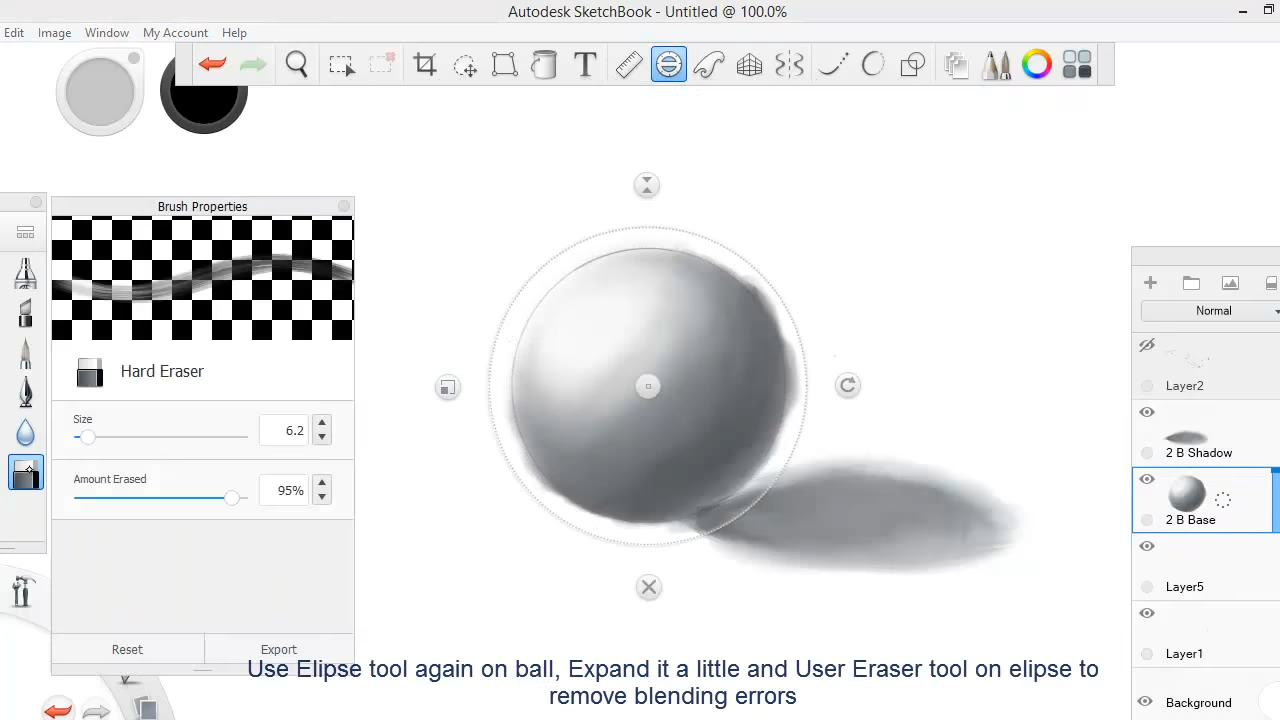 Autodesk SketchBook - Untitled @ 100.0%
Edit Image Window My Account Help
T
Brush Properties
Hard Eraser
Size
6.2
Amount Erased
95%
Reset Export
Normal
Layer2
2 B Shadow
2 B Base
Layer5
Layer1
Background
Use Elipse tool again on ball, Expand it a little and User Eraser tool on elipse to
remove blending errors